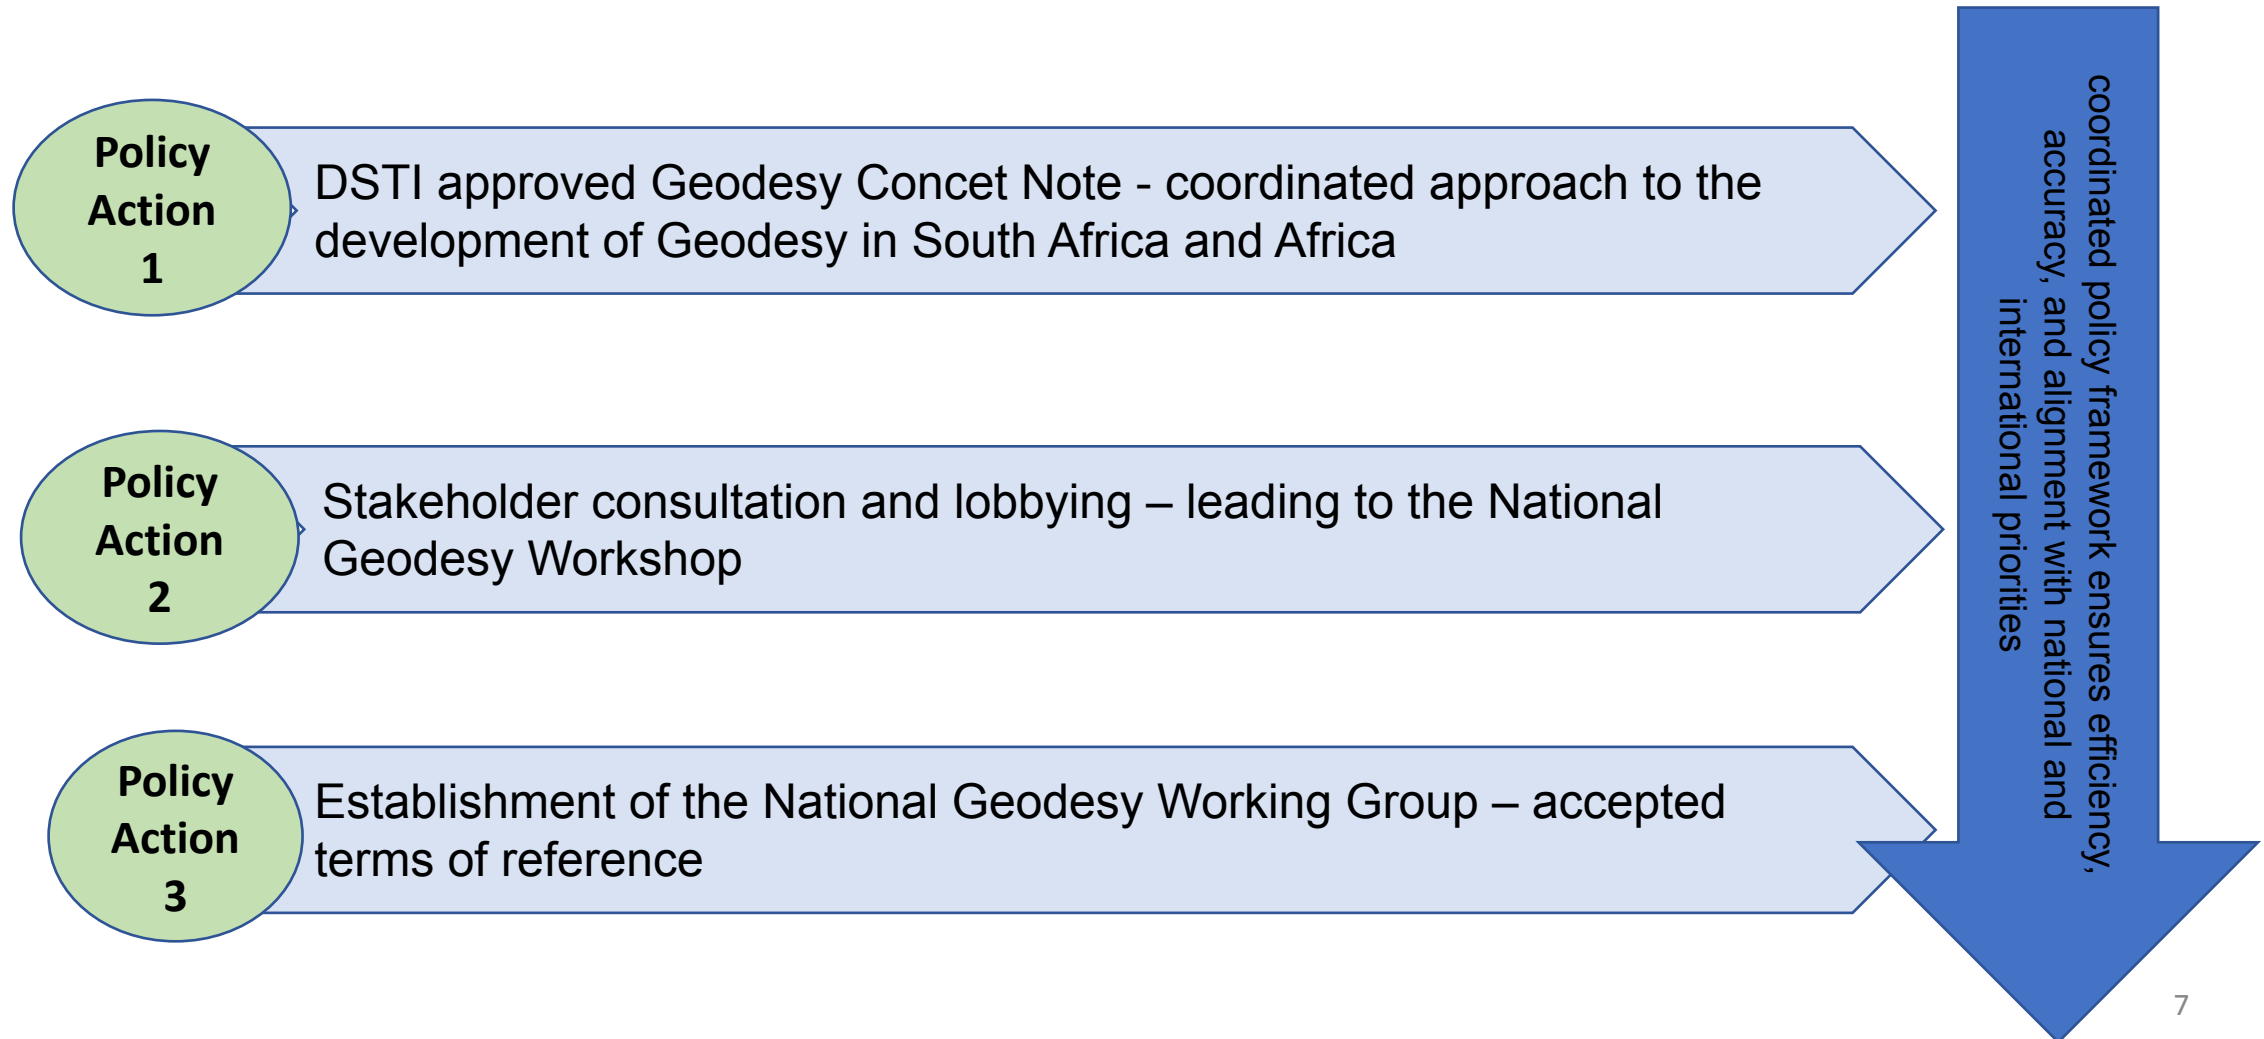 Policy
Action
1
DSTI approved Geodesy Concet Note - coordinated approach to the
development of Geodesy in South Africa and Africa
Policy
Action
2
Stakeholder consultation and lobbying – leading to the National
Geodesy Workshop
Policy
Action
3
Establishment of the National Geodesy Working Group – accepted
terms of reference
coordinated policy framework ensures efficiency,
accuracy, and alignment with national and
international priorities
7